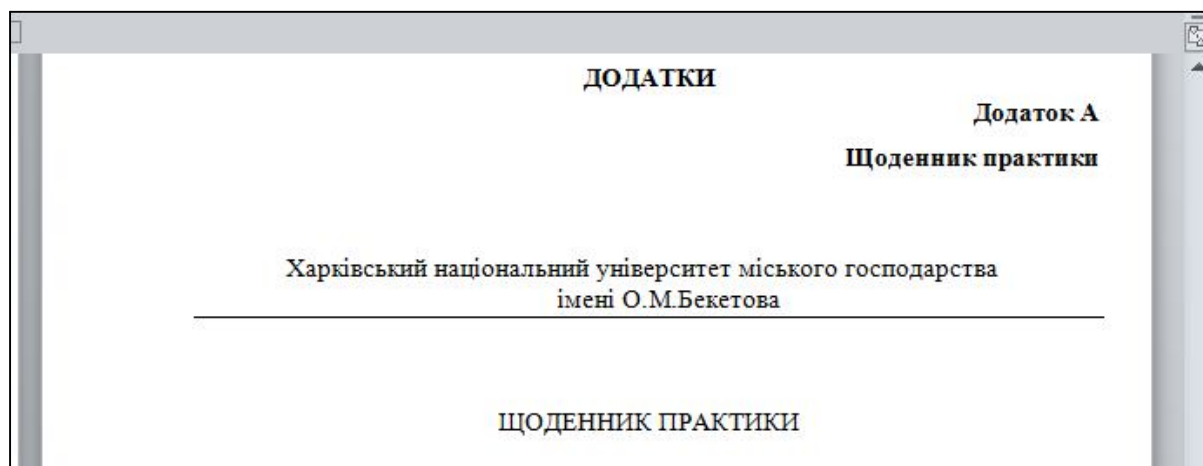 ДОДАТКИ
Додаток А
Щоденник практики
Харківський національний університет міського господарства
імені О.М.Бекетова
ЩОДЕННИК ПРАКТИКИ